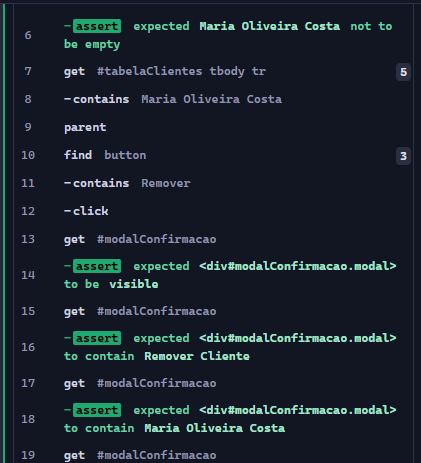 6 -assert expected Maria Oliveira Costa not to
be empty
7 get #tabelaClientes tbody tr 5
8 -contains Maria Oliveira Costa
9 parent
10 find button 3
11 -contains Remover
12 -click
13 get #modalConfirmacao
14 -assert expected <div#modalConfirmacao.modal>
to be visible
15 get #modalConfirmacao
16 -assert expected <div#modalConfirmacao.modal>
to contain Remover Cliente
17 get #modalConfirmacao
18 -assert expected <div#modalConfirmacao.modal>
to contain Maria Oliveira Costa
19 get #modalConfirmacao